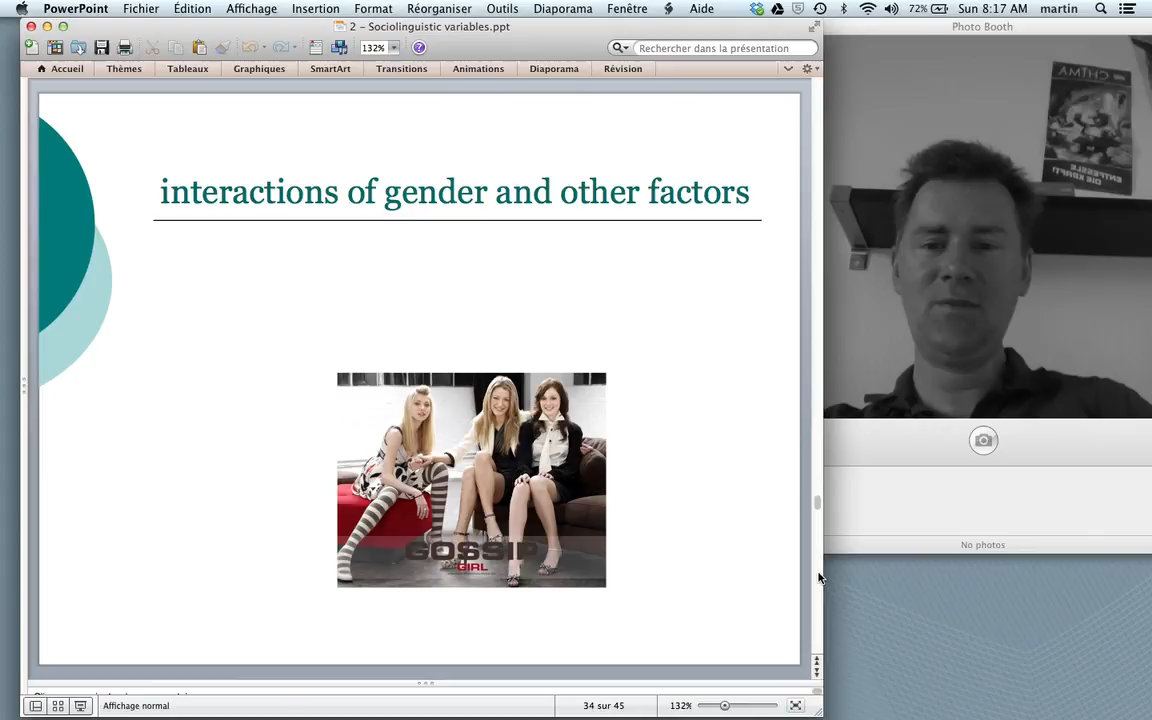 PowerPoint Fichier Édition Affichage Insertion Format Réorganiser Outils Diaporama Fenêtre Aide 72% Sun 8:17 AM martin
2 – Sociolinguistic variables.ppt
Photo Booth
132% Rechercher dans la présentation
Accueil Thèmes Tableaux Graphiques SmartArt Transitions Animations Diaporama Révision
interactions of gender and other factors
GOSSIP
GIRL
No photos
Affichage normal 34 sur 45 132%